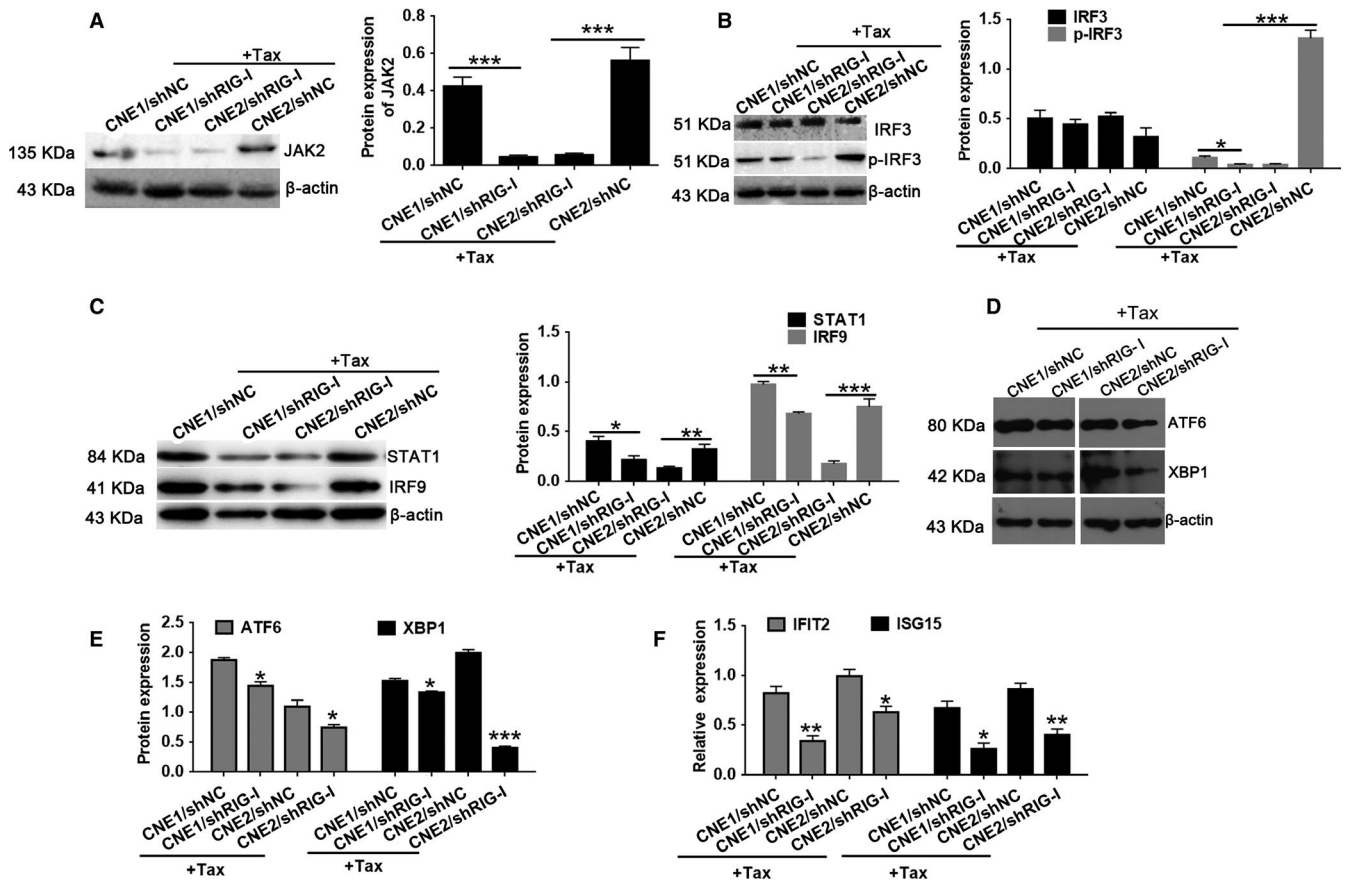 A
+Tax
CNE1/shNC
CNE1/shRIG-I
CNE2/shRIG-I
CNE2/shNC
135 KDa
JAK2
43 KDa
β-actin
Protein expression
of JAK2
0.8
0.6
0.4
0.2
0.0
***
***
CNE1/shNC
CNE1/shRIG-I
CNE2/shRIG-I
CNE2/shNC
+Tax
B
+Tax
CNE1/shNC
CNE1/shRIG-I
CNE2/shRIG-I
CNE2/shNC
51 KDa
IRF3
51 KDa
p-IRF3
43 KDa
β-actin
Protein expression
1.5
1.0
0.5
0.0
IRF3
p-IRF3
*
***
CNE1/shNC
CNE1/shRIG-I
CNE2/shRIG-I
CNE2/shNC
CNE1/shNC
CNE1/shRIG-I
CNE2/shRIG-I
CNE2/shNC
+Tax
+Tax
C
+Tax
CNE1/shNC
CNE1/shRIG-I
CNE2/shRIG-I
CNE2/shNC
84 KDa
STAT1
41 KDa
IRF9
43 KDa
β-actin
Protein expression
1.5
1.0
0.5
0.0
STAT1
IRF9
*
**
**
***
CNE1/shNC
CNE1/shRIG-I
CNE2/shRIG-I
CNE2/shNC
CNE1/shNC
CNE1/shRIG-I
CNE2/shRIG-I
CNE2/shNC
+Tax
+Tax
D
+Tax
CNE1/shNC
CNE1/shRIG- I
CNE2/shNC
CNE2/shRIG- I
80 KDa
ATF6
42 KDa
XBP1
43 KDa
β-actin
E
Protein expression
2.5
2.0
1.5
1.0
0.5
0.0
ATF6
XBP1
*
*
*
***
CNE1/shNC
CNE1/shRIG-I
CNE2/shNC
CNE2/shRIG-I
CNE1/shNC
CNE1/shRIG-I
CNE2/shNC
CNE2/shRIG-I
+Tax
+Tax
F
Relative expression
1.5
1.0
0.5
0.0
IFIT2
ISG15
**
*
*
**
CNE1/shNC
CNE1/shRIG-I
CNE2/shNC
CNE2/shRIG-I
CNE1/shNC
CNE1/shRIG-I
CNE2/shNC
CNE2/shRIG-I
+Tax
+Tax